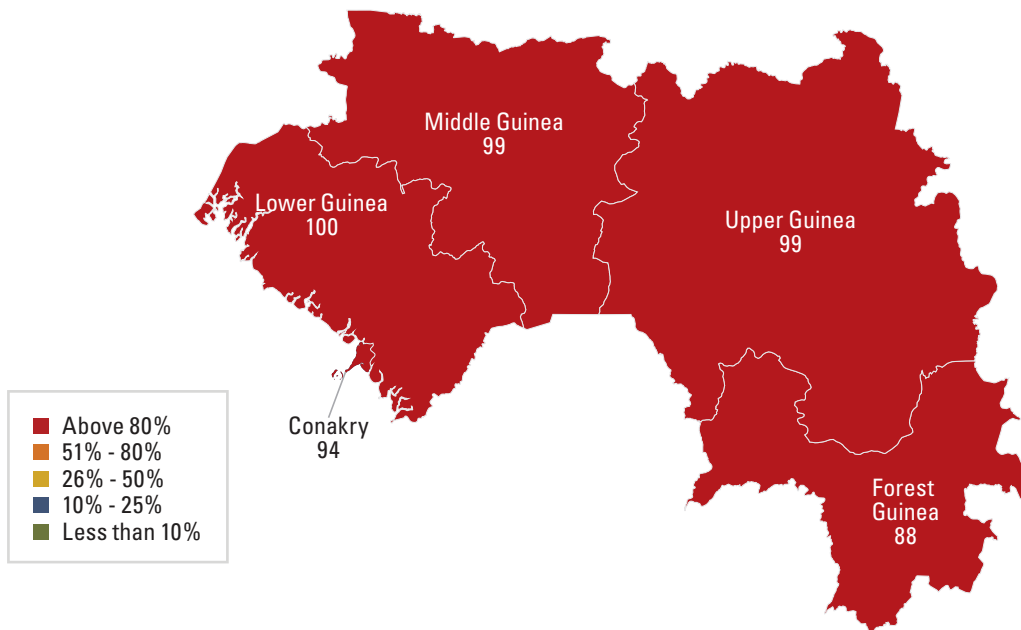 Middle Guinea
99
Lower Guinea
100
Upper Guinea
99
Conakry
94
Forest
Guinea
88
Above 80%
51% - 80%
26% - 50%
10% - 25%
Less than 10%